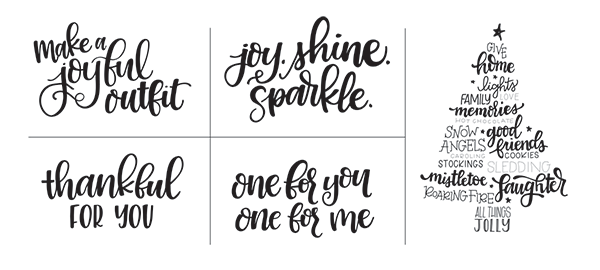 make a
joyful
outfit
joy. shine.
sparkle.
thankful
FOR YOU
one for you
one for me
GIVE
home
lights
FAMILY LOVE
memories
HOT CHOCOLATE
SNOW good
ANGELS friends
CAROLING COOKIES
STOCKINGS SLEDDING
mistletoe laughter
ROARING FIRE
ALL THINGS
JOLLY